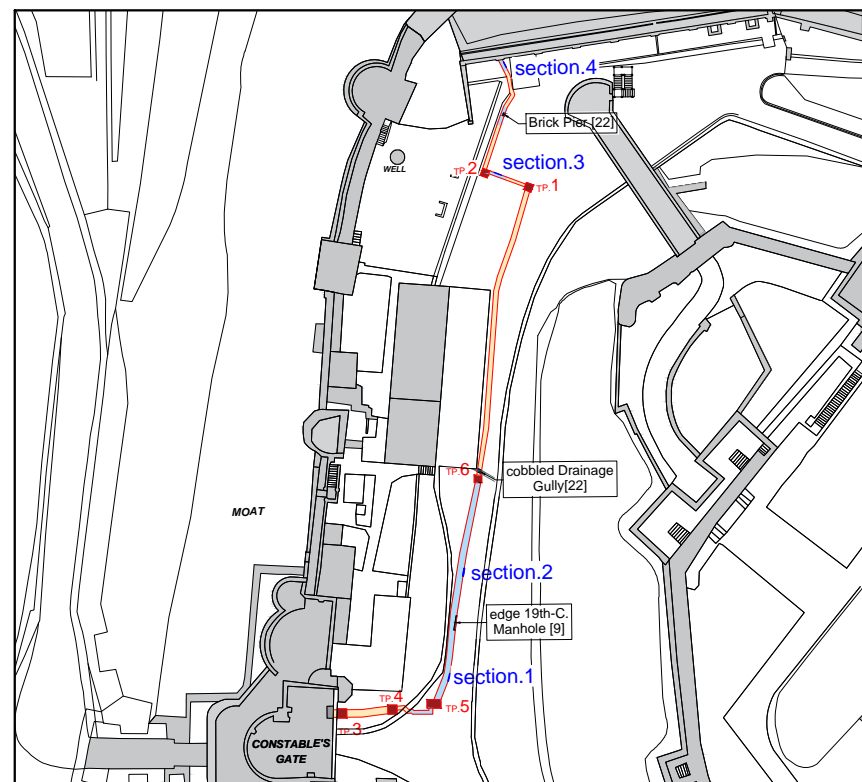 section.4
Brick Pier [22]
section.3
TP.2
TP.1
WELL
TP.6
cobbled Drainage
Gully[22]
MOAT
section.2
edge 19th-C.
Manhole [9]
section.1
TP.4
TP.5
TP.3
CONSTABLE'S
GATE